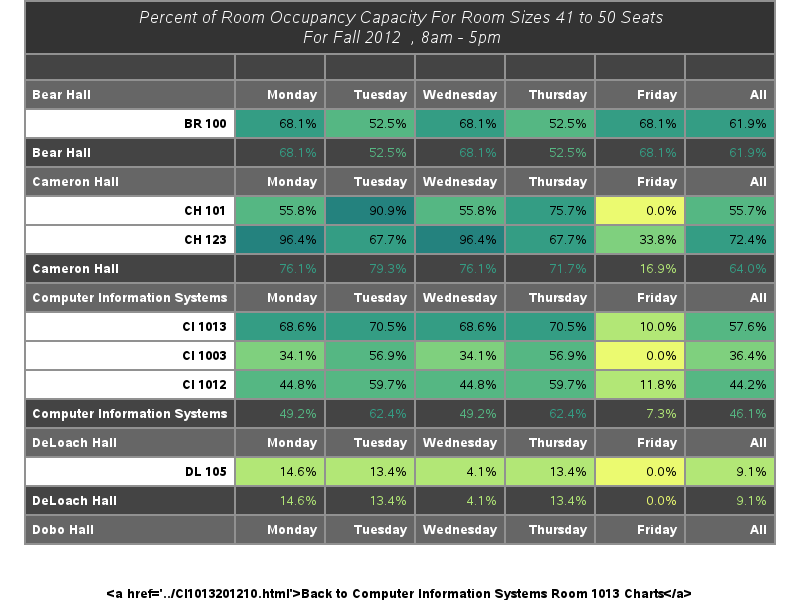 Percent of Room Occupancy Capacity For Room Sizes 41 to 50 Seats
For Fall 2012 , 8am - 5pm
Bear Hall Monday Tuesday Wednesday Thursday Friday All
BR 100 68.1% 52.5% 68.1% 52.5% 68.1% 61.9%
Bear Hall 68.1% 52.5% 68.1% 52.5% 68.1% 61.9%
Cameron Hall Monday Tuesday Wednesday Thursday Friday All
CH 101 55.8% 90.9% 55.8% 75.7% 0.0% 55.7%
CH 123 96.4% 67.7% 96.4% 67.7% 33.8% 72.4%
Cameron Hall 76.1% 79.3% 76.1% 71.7% 16.9% 64.0%
Computer Information Systems Monday Tuesday Wednesday Thursday Friday All
CI 1013 68.6% 70.5% 68.6% 70.5% 10.0% 57.6%
CI 1003 34.1% 56.9% 34.1% 56.9% 0.0% 36.4%
CI 1012 44.8% 59.7% 44.8% 59.7% 11.8% 44.2%
Computer Information Systems 49.2% 62.4% 49.2% 62.4% 7.3% 46.1%
DeLoach Hall Monday Tuesday Wednesday Thursday Friday All
DL 105 14.6% 13.4% 4.1% 13.4% 0.0% 9.1%
DeLoach Hall 14.6% 13.4% 4.1% 13.4% 0.0% 9.1%
Dobo Hall Monday Tuesday Wednesday Thursday Friday All
&lt;a href='../CI1013201210.html'&gt;Back to Computer Information Systems Room 1013 Charts&lt;/a&gt;